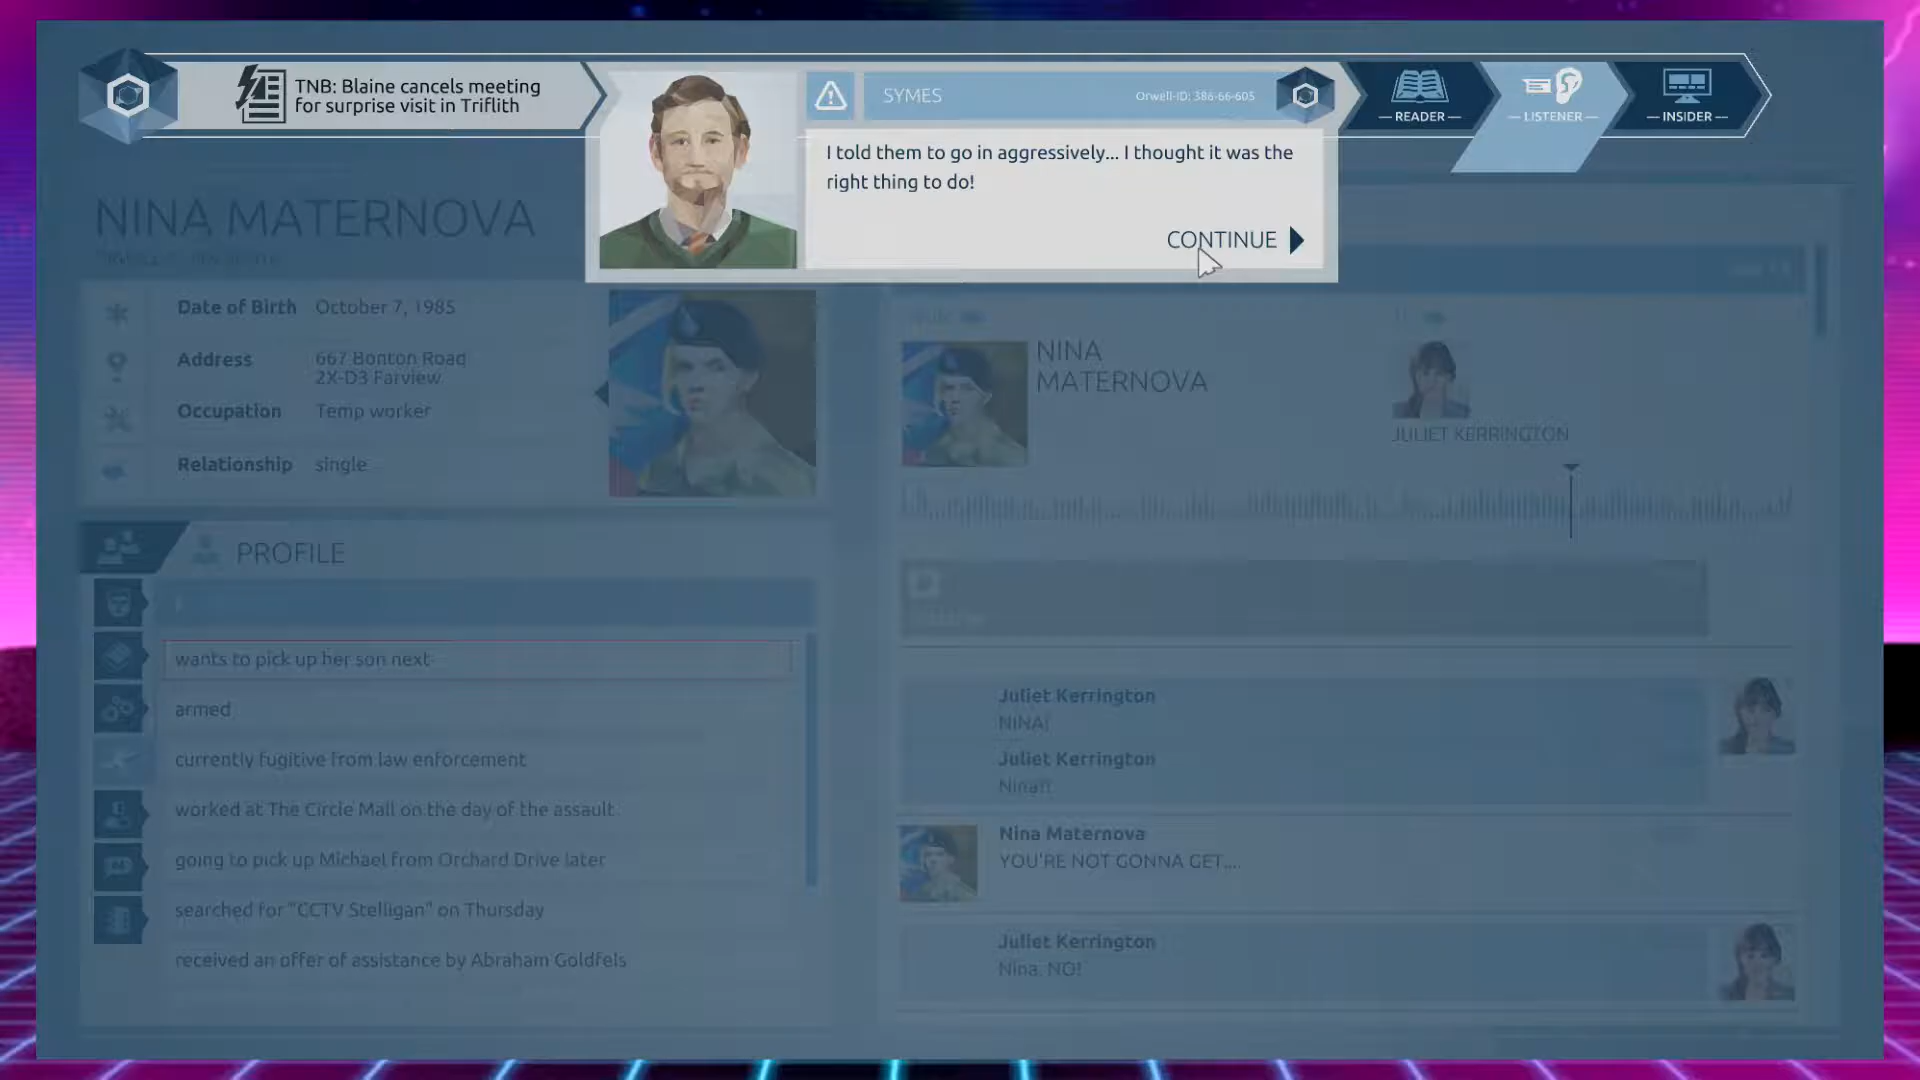 TNB: Blaine cancels meeting
for surprise visit in Triflith
SYMES
Orwell-ID: 386-66-605
I told them to go in aggressively... I thought it was the
right thing to do!
CONTINUE
READER
LISTENER
INSIDER
NINA MATERNOVA
Date of Birth October 7, 1985
Address 667 Bonton Road
2X-D3 Farview
Occupation Temp worker
Relationship single
PROFILE
wants to pick up her son next
armed
currently fugitive from law enforcement
worked at The Circle Mall on the day of the assault
going to pick up Michael from Orchard Drive later
searched for "CCTV Stelligan" on Thursday
received an offer of assistance by Abraham Goldfels
NINA
MATERNOVA
JULIET KERRINGTON
Juliet Kerrington
NINA!
Juliet Kerrington
Nina!!
Nina Maternova
YOU'RE NOT GONNA GET....
Juliet Kerrington
Nina, NO!